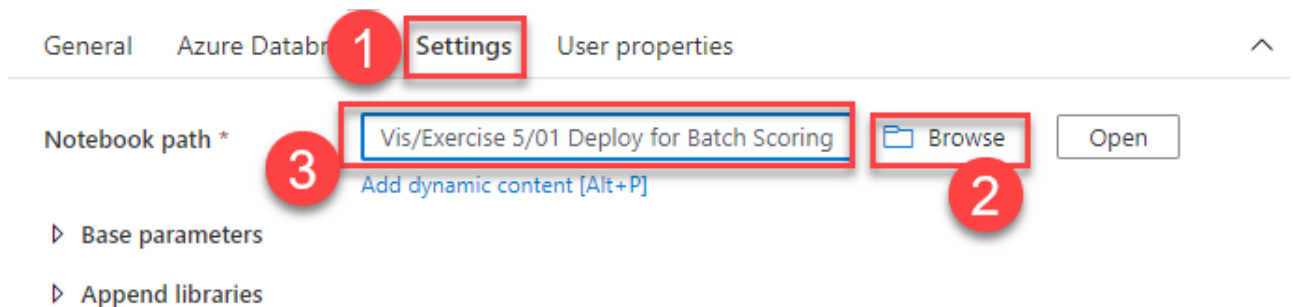 General Azure Databr 1 Settings User properties
Notebook path * Vis/Exercise 5/01 Deploy for Batch Scoring Browse Open
3 Add dynamic content [Alt+P] 2
Base parameters
Append libraries